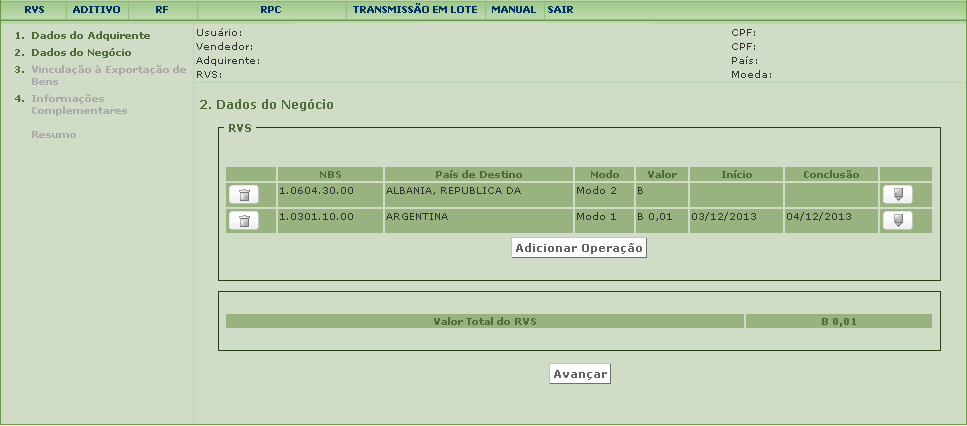 RVS ADITIVO RF RPC TRANSMISSÃO EM LOTE MANUAL SAIR
1. Dados do Adquirente
2. Dados do Negócio
3. Vinculação à Exportação de
Bens
4. Informações
Complementares
Resumo
Usuário: CPF:
Vendedor: CPF:
Adquirente: País:
RVS: Moeda:
2. Dados do Negócio
RVS
NBS País de Destino Modo Valor Início Conclusão
1.0604.30.00 ALBANIA, REPUBLICA DA Modo 2 B
1.0301.10.00 ARGENTINA Modo 1 B 0,01 03/12/2013 04/12/2013
Adicionar Operação
Valor Total do RVS B 0,01
Avançar